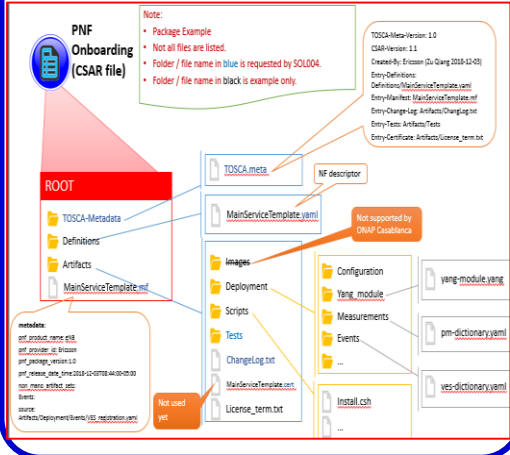 PNF
Onboarding
(CSAR file)
Note:
• Package Example
• Not all files are listed.
• Folder / file name in blue is requested by SOL004.
• Folder / file name in black is example only.
TOSCA-Meta-Version: 1.0
CSAR-Version: 1.1
Created-By: Ericsson (Zu Qiang 2018-12-03)
Entry-Definitions:
Definitions/MainServiceTemplate.yaml
Entry-Manifest: MainServiceTemplate.mf
Entry-Change-Log: Artifacts/ChangLog.txt
Entry-Tests: Artifacts/Tests
Entry-Certificate: Artifacts/License_term.txt
ROOT
TOSCA-Metadata
Definitions
Artifacts
MainServiceTemplate.mf
TOSCA.meta
NF descriptor
MainServiceTemplate.yaml
Not supported by
ONAP Casablanca
Images
Deployment
Scripts
Tests
ChangeLog.txt
MainServiceTemplate.cert
License_term.txt
Not used
yet
Configuration
Yang_module
Measurements
Events
...
Install.csh
...
yang-module.yang
pm-dictionary.yaml
ves-dictionary.yaml
metadata:
pnf_product_name: gNB
pnf_provider_id: Ericsson
pnf_package_version:1.0
pnf_release_date_time:2018-12-03T08:44:00-05:00
non_mano_artifact_sets:
Events:
source:
Artifacts/Deployment/Events/VES_registration.yaml